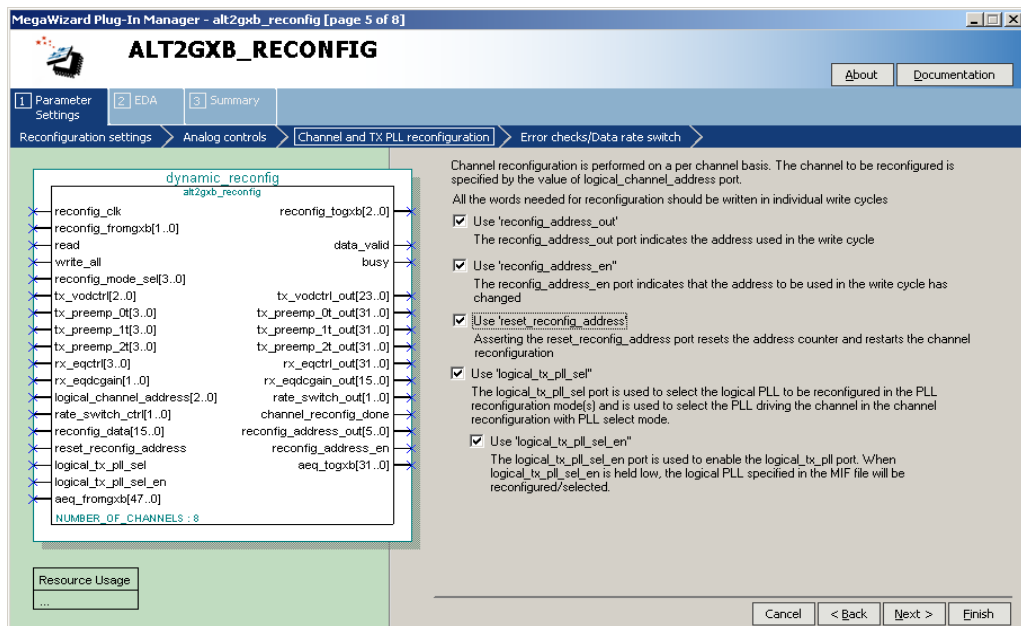 MegaWizard Plug-In Manager - alt2gxb_reconfig [page 5 of 8]
ALT2GXB_RECONFIG
About
Documentation
1 Parameter Settings
2 EDA
3 Summary
Reconfiguration settings
Analog controls
Channel and TX PLL reconfiguration
Error checks/Data rate switch
dynamic_reconfig
alt2gxb_reconfig
reconfig_clk
reconfig_fromgxb[1..0]
read
write_all
reconfig_mode_sel[3..0]
tx_vodctrl[2..0]
tx_preemp_0t[3..0]
tx_preemp_1t[3..0]
tx_preemp_2t[3..0]
rx_eqctrl[3..0]
rx_eqdcgain[1..0]
logical_channel_address[2..0]
rate_switch_ctrl[1..0]
reconfig_data[15..0]
reset_reconfig_address
logical_tx_pll_sel
logical_tx_pll_sel_en
aeq_fromgxb[47..0]
reconfig_togxb[2..0]
data_valid
busy
tx_vodctrl_out[23..0]
tx_preemp_0t_out[31..0]
tx_preemp_1t_out[31..0]
tx_preemp_2t_out[31..0]
rx_eqctrl_out[31..0]
rx_eqdcgain_out[15..0]
rate_switch_out[1..0]
channel_reconfig_done
reconfig_address_out[5..0]
reconfig_address_en
aeq_togxb[31..0]
NUMBER_OF_CHANNELS : 8
Resource Usage
...
Channel reconfiguration is performed on a per channel basis. The channel to be reconfigured is
specified by the value of logical_channel_address port.
All the words needed for reconfiguration should be written in individual write cycles
Use 'reconfig_address_out'
The reconfig_address_out port indicates the address used in the write cycle
Use 'reconfig_address_en"
The reconfig_address_en port indicates that the address to be used in the write cycle has
changed
Use 'reset_reconfig_address'
Asserting the reset_reconfig_address port resets the address counter and restarts the channel
reconfiguration
Use 'logical_tx_pll_sel"
The logical_tx_pll_sel port is used to select the logical PLL to be reconfigured in the PLL
reconfiguration mode(s) and is used to select the PLL driving the channel in the channel
reconfiguration with PLL select mode.
Use 'logical_tx_pll_sel_en"
The logical_tx_pll_sel_en port is used to enable the logical_tx_pll port. When
logical_tx_pll_sel_en is held low, the logical PLL specified in the MIF file will be
reconfigured/selected.
Cancel
< Back
Next >
Finish